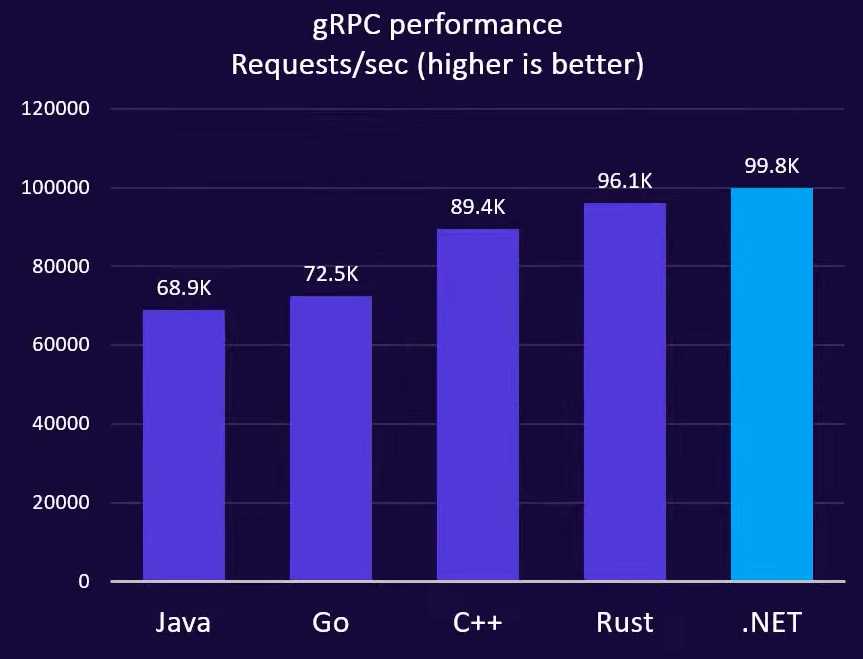 gRPC performance
Requests/sec (higher is better)
120000
100000
80000
60000
40000
20000
0
68.9K
72.5K
89.4K
96.1K
99.8K
Java
Go
C++
Rust
.NET